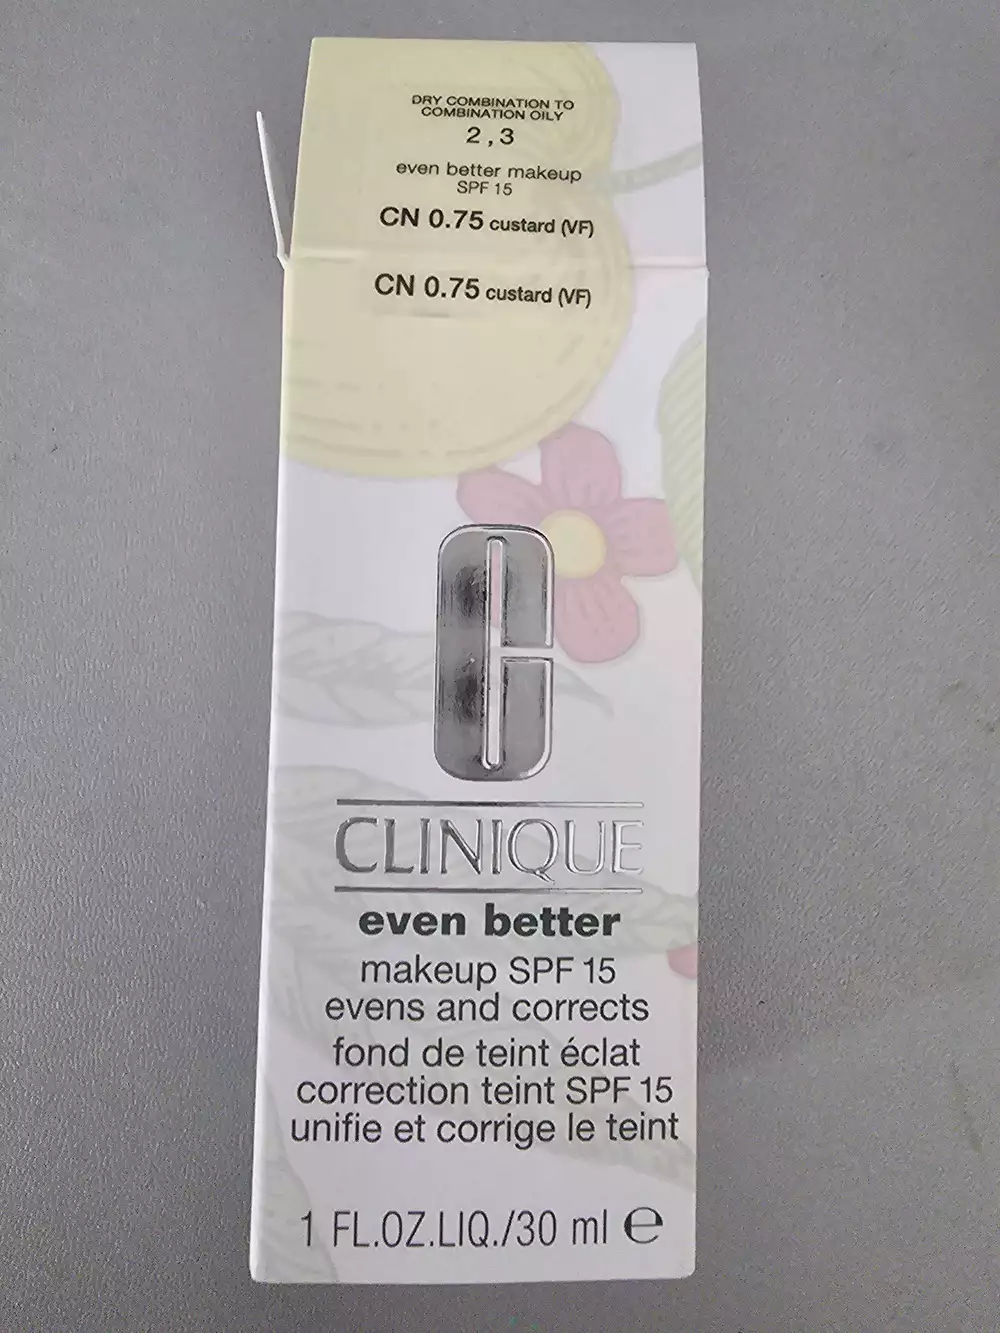 DRY COMBINATION TO
COMBINATION OILY
2 , 3
even better makeup
SPF 15
CN 0.75 custard (VF)
CN 0.75 custard (VF)
CLINIQUE
even better
makeup SPF 15
evens and corrects
fond de teint éclat
correction teint SPF 15
unifie et corrige le teint
1 FL.OZ.LIQ./30 ml ℮